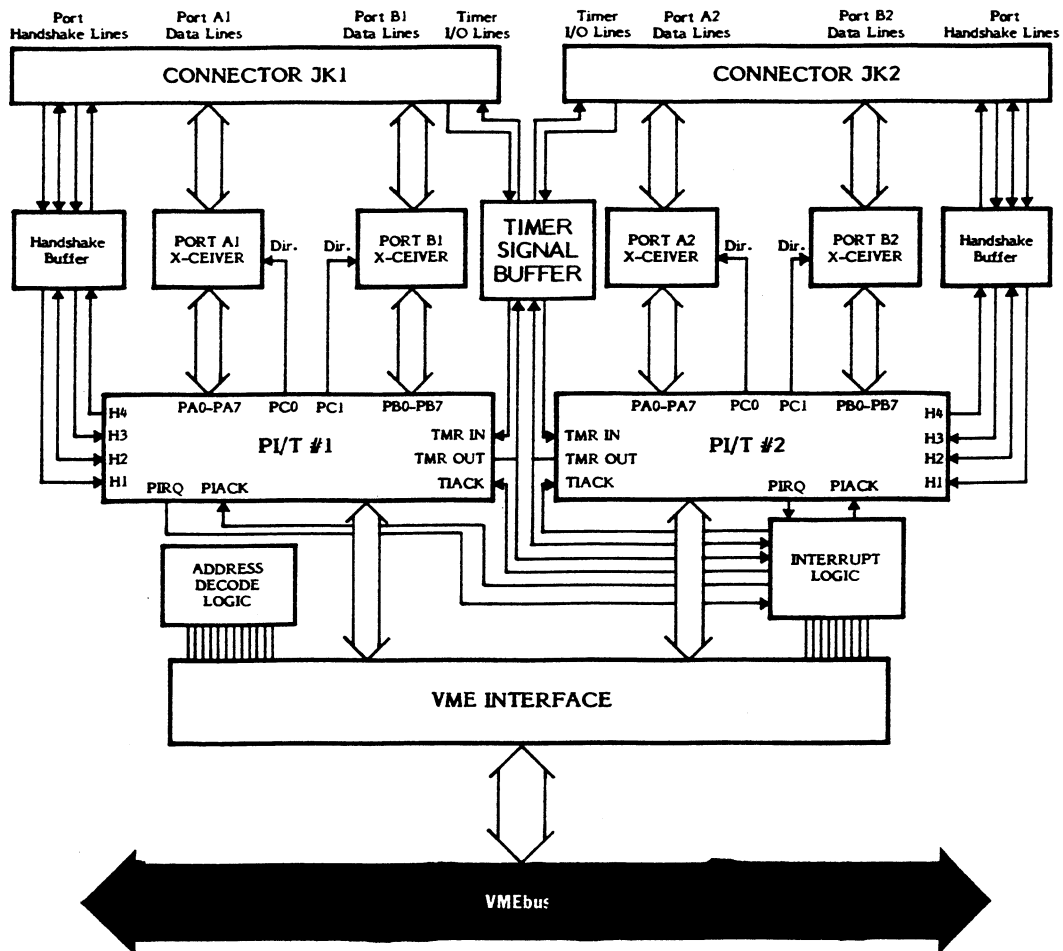 Port
Handshake Lines
Port A1
Data Lines
Port B1
Data Lines
Timer
I/O Lines
Timer
I/O Lines
Port A2
Data Lines
Port B2
Data Lines
Port
Handshake Lines
CONNECTOR JK1
CONNECTOR JK2
Handshake
Buffer
PORT A1
X-CEIVER
Dir.
Dir.
PORT B1
X-CEIVER
TIMER
SIGNAL
BUFFER
PORT A2
X-CEIVER
Dir.
Dir.
PORT B2
X-CEIVER
Handshake
Buffer
PA0-PA7
PC0
PC1
PB0-PB7
H4
H3
H2
H1
PI/T #1
TMR IN
TMR OUT
TIACK
PIRQ
PIACK
PA0-PA7
PC0
PC1
PB0-PB7
TMR IN
TMR OUT
TIACK
PI/T #2
H4
H3
H2
H1
PIRQ
PIACK
ADDRESS
DECODE
LOGIC
INTERRUPT
LOGIC
VME INTERFACE
VMEbus